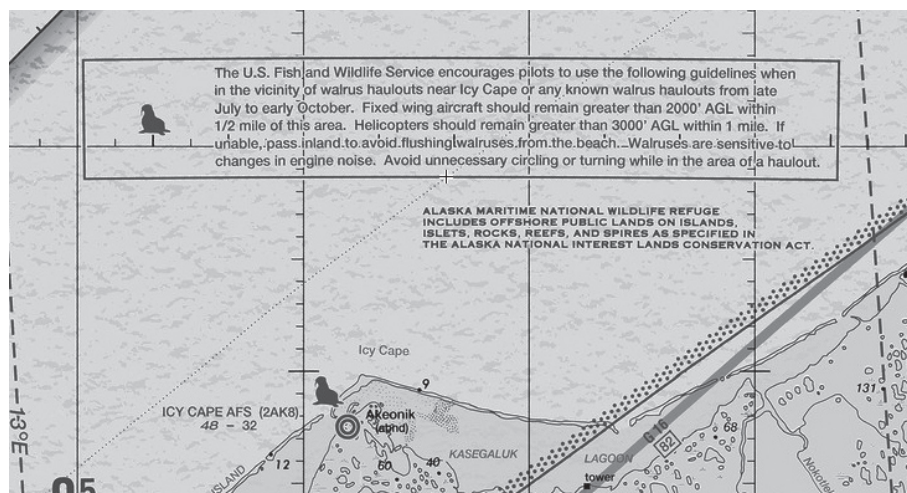 The U.S. Fish and Wildlife Service encourages pilots to use the following guidelines when
in the vicinity of walrus haulouts near Icy Cape or any known walrus haulouts from late
July to early October.  Fixed wing aircraft should remain greater than 2000' AGL within
1/2 mile of this area.  Helicopters should remain greater than 3000' AGL within 1 mile.  If
unable, pass inland to avoid flushing walruses from the beach.  Walruses are sensitive to
changes in engine noise.  Avoid unnecessary circling or turning while in the area of a haulout.
ALASKA MARITIME NATIONAL WILDLIFE REFUGE
INCLUDES OFFSHORE PUBLIC LANDS ON ISLANDS,
ISLETS, ROCKS, REEFS, AND SPIRES AS SPECIFIED IN
THE ALASKA NATIONAL INTEREST LANDS CONSERVATION ACT.
Icy Cape
9
131
ICY CAPE AFS (2AK8)
48 – 32
Akeonik
(abnd)
13°E
G 16
82
68
KASEGALUK
LAGOON
12
60
40
ISLAND
tower
05